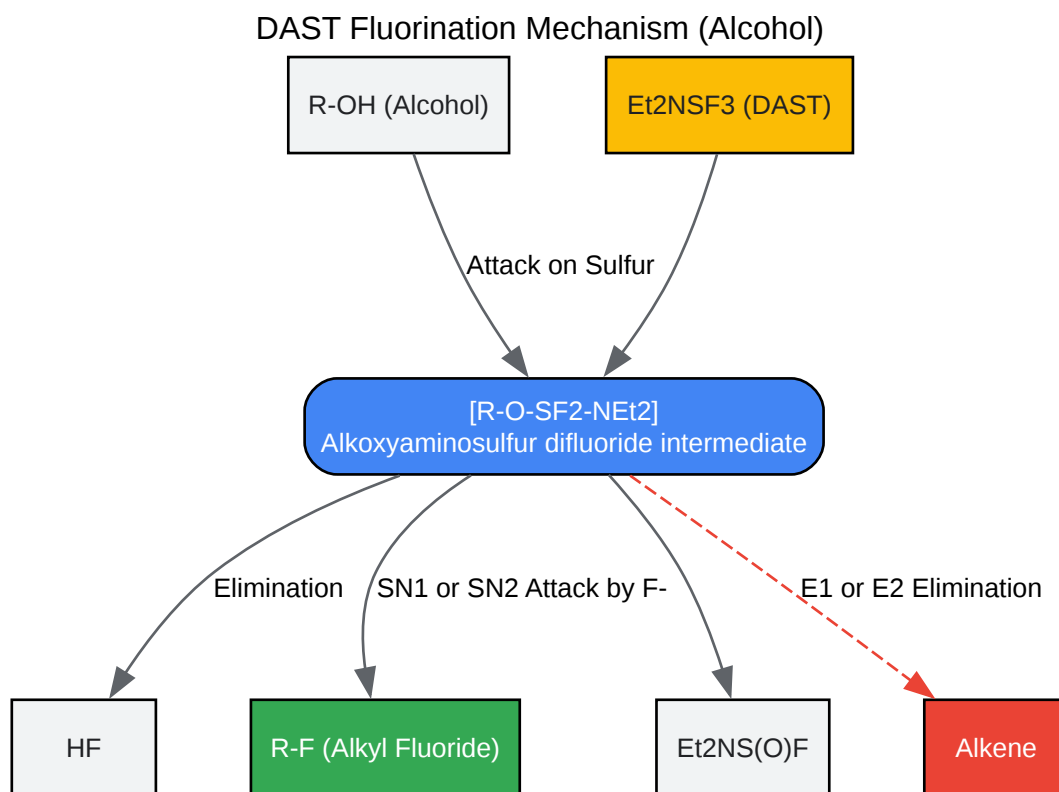 DAST Fluorination Mechanism (Alcohol)
R-OH (Alcohol)
Et2NSF3 (DAST)
Attack on Sulfur
[R-O-SF2-NEt2]
Alkoxyaminosulfur difluoride intermediate
Elimination
SN1 or SN2 Attack by F-
E1 or E2 Elimination
HF
R-F (Alkyl Fluoride)
Et2NS(O)F
Alkene